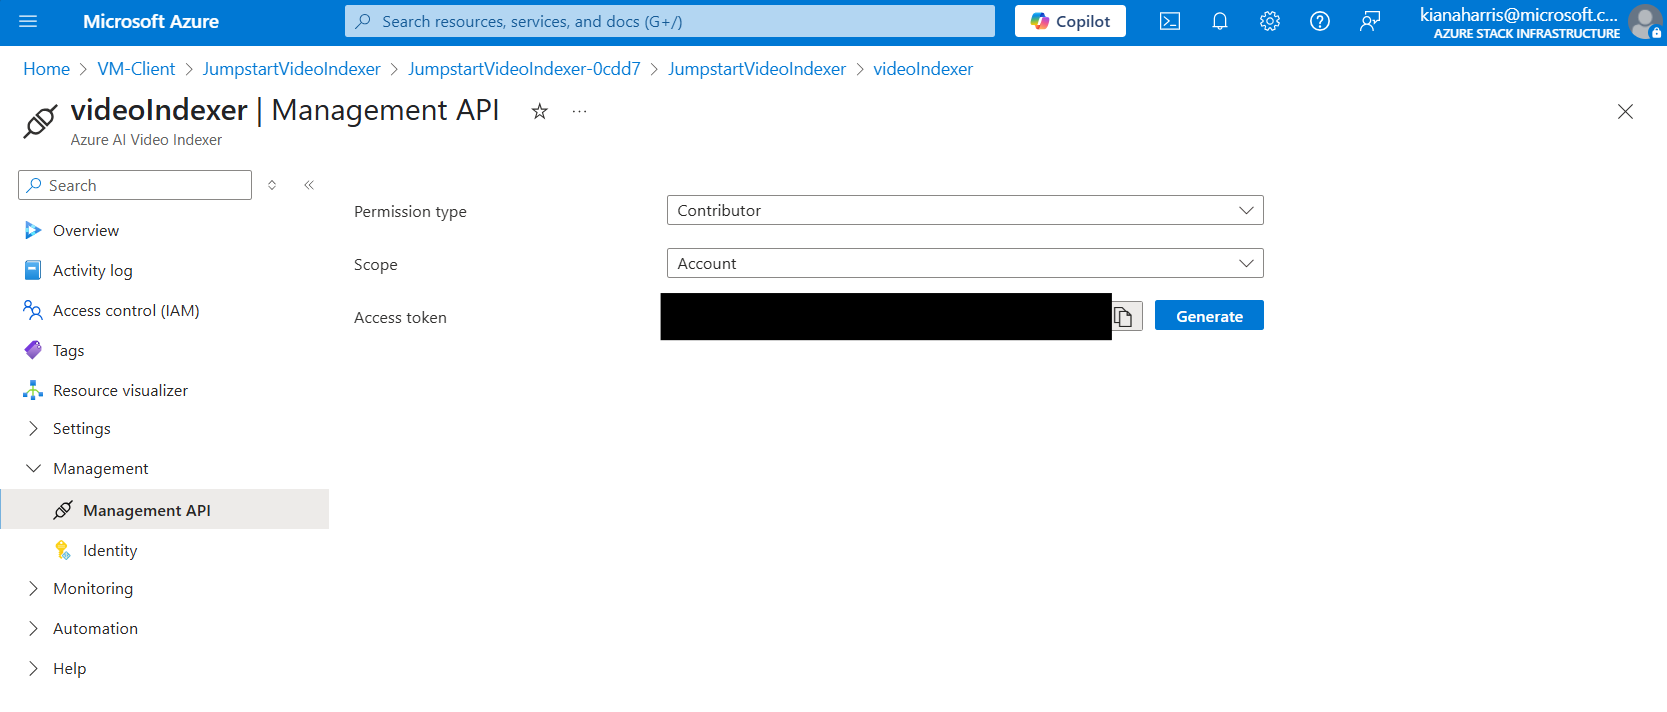 Microsoft Azure
Search resources, services, and docs (G+/)
Copilot
kianaharris@microsoft.c...
AZURE STACK INFRASTRUCTURE
Home > VM-Client > JumpstartVideoIndexer > JumpstartVideoIndexer-0cdd7 > JumpstartVideoIndexer > videoIndexer
videoIndexer | Management API
Azure AI Video Indexer
Search
Overview
Activity log
Access control (IAM)
Tags
Resource visualizer
Settings
Management
Management API
Identity
Monitoring
Automation
Help
Permission type
Contributor
Scope
Account
Access token
Generate